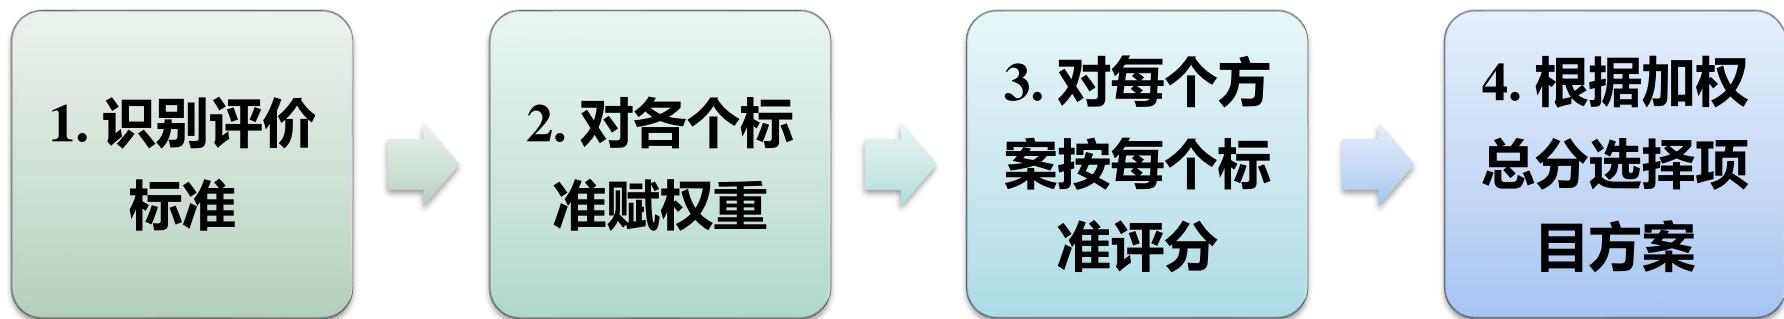 1. 识别评价
标准
2. 对各个标
准赋权重
3. 对每个方
案按每个标
准评分
4. 根据加权
总分选择项
目方案